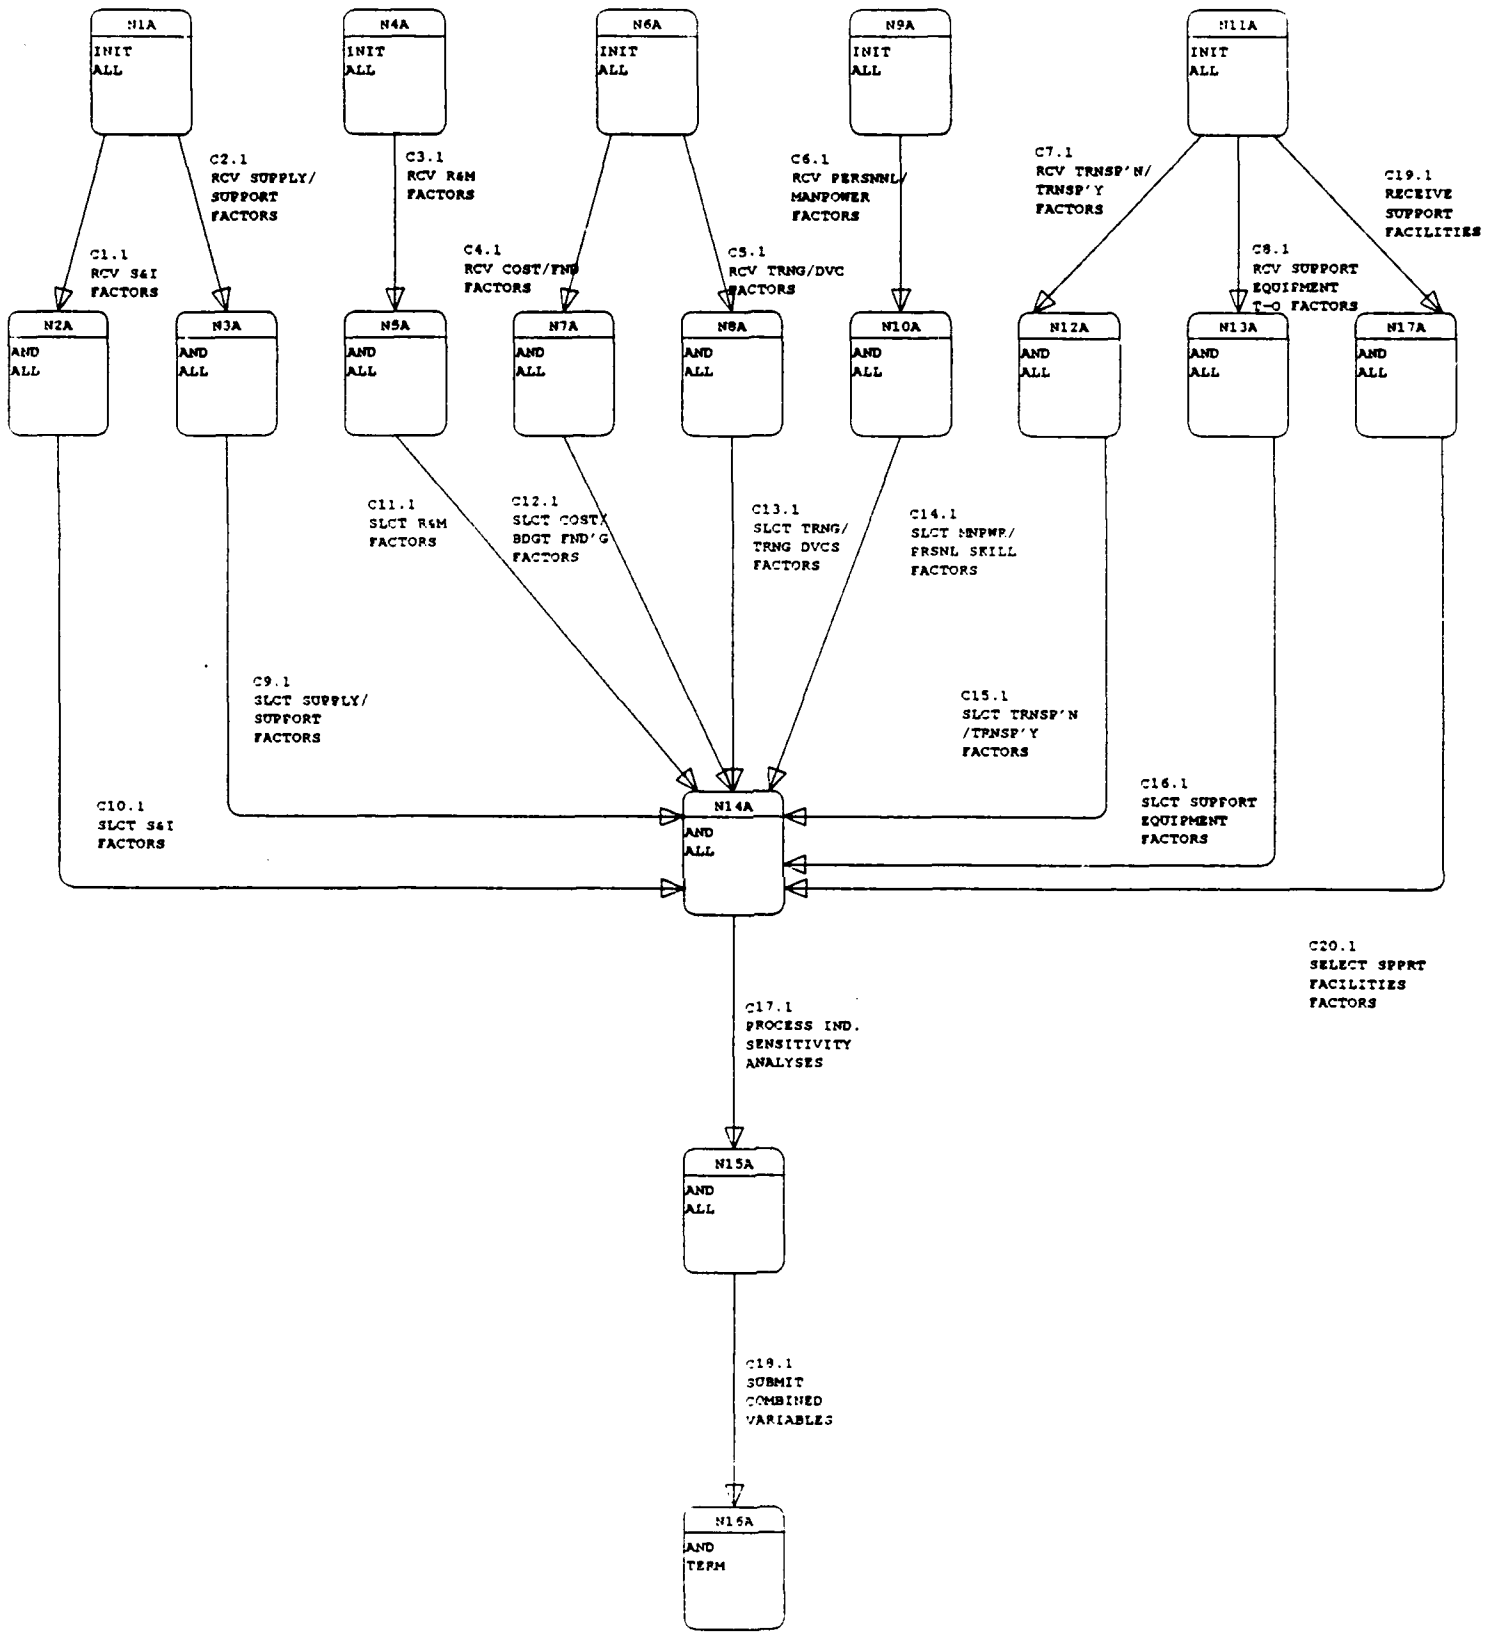 N1A
INIT
ALL
N4A
INIT
ALL
N6A
INIT
ALL
N9A
INIT
ALL
N11A
INIT
ALL
C2.1
RCV SUPPLY/
SUPPORT
FACTORS
C3.1
RCV R&M
FACTORS
C6.1
RCV PERSNNL/
MANPOWER
FACTORS
C7.1
RCV TRNSP'N/
TRNSP'Y
FACTORS
C19.1
RECEIVE
SUPPORT
FACILITIES
C1.1
RCV S&I
FACTORS
C4.1
RCV COST/FND
FACTORS
C5.1
RCV TRNG/DVC
FACTORS
C8.1
RCV SUPPORT
EQUIPMENT
T-O FACTORS
N2A
AND
ALL
N3A
AND
ALL
N5A
AND
ALL
N7A
AND
ALL
N8A
AND
ALL
N10A
AND
ALL
N12A
AND
ALL
N13A
AND
ALL
N17A
AND
ALL
C11.1
SLCT R&M
FACTORS
C12.1
SLCT COST/
BDGT FND'G
FACTORS
C13.1
SLCT TRNG/
TRNG DVCS
FACTORS
C14.1
SLCT MNPWR/
PRSNL SKILL
FACTORS
C9.1
SLCT SUPPLY/
SUPPORT
FACTORS
C15.1
SLCT TRNSP'N
/TRNSP'Y
FACTORS
C10.1
SLCT S&I
FACTORS
N14A
AND
ALL
C16.1
SLCT SUPPORT
EQUIPMENT
FACTORS
C20.1
SELECT SPPRT
FACILITIES
FACTORS
C17.1
PROCESS IND.
SENSITIVITY
ANALYSES
N15A
AND
ALL
C18.1
SUBMIT
COMBINED
VARIABLES
N16A
AND
TERM